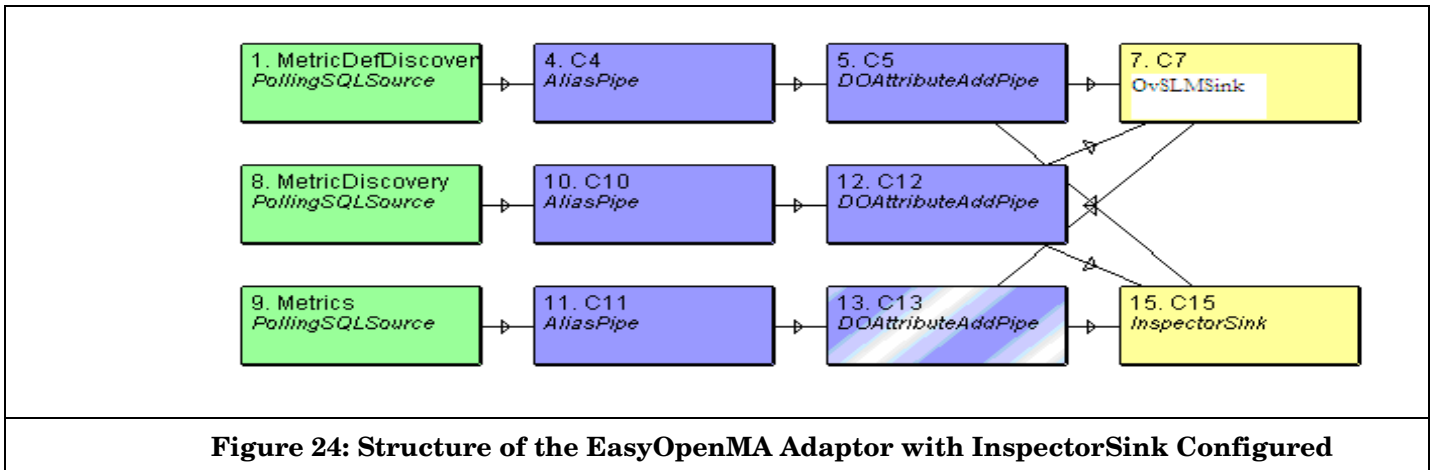 1. MetricDefDiscover
PollingSQLSource
4. C4
AliasPipe
5. C5
DOAttributeAddPipe
7. C7
OvSLMSink
8. MetricDiscovery
PollingSQLSource
10. C10
AliasPipe
12. C12
DOAttributeAddPipe
9. Metrics
PollingSQLSource
11. C11
AliasPipe
13. C13
DOAttributeAddPipe
15. C15
InspectorSink
Figure 24: Structure of the EasyOpenMA Adaptor with InspectorSink Configured